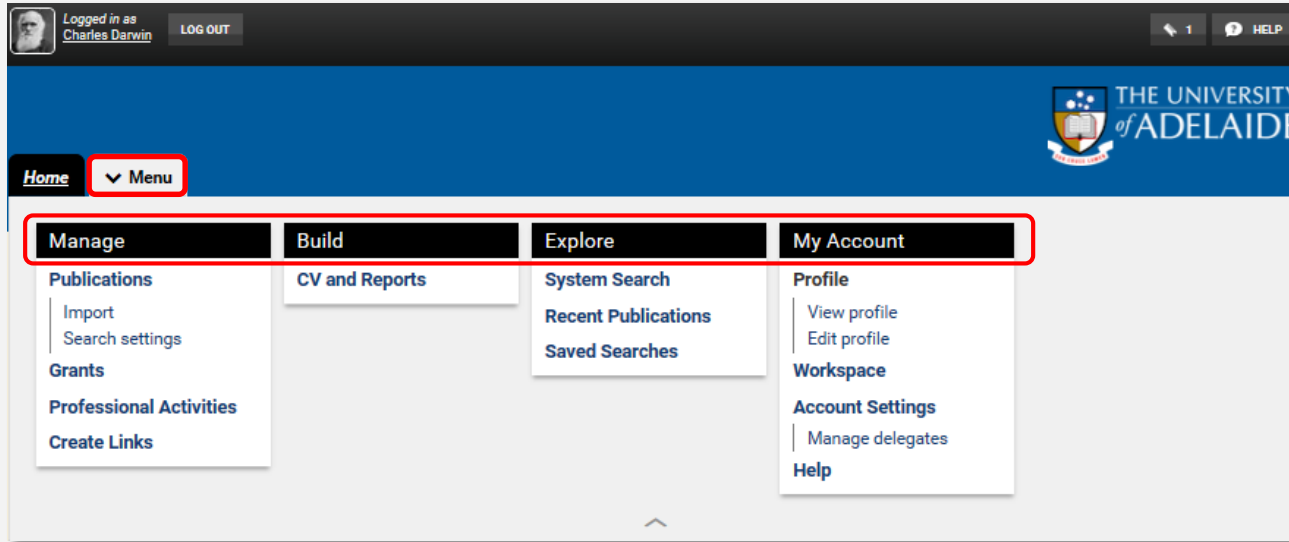 Logged in as
Charles Darwin
LOG OUT
1
HELP
THE UNIVERSITY
of ADELAIDE
Home
Menu
Manage
Publications
Import
Search settings
Grants
Professional Activities
Create Links
Build
CV and Reports
Explore
System Search
Recent Publications
Saved Searches
My Account
Profile
View profile
Edit profile
Workspace
Account Settings
Manage delegates
Help